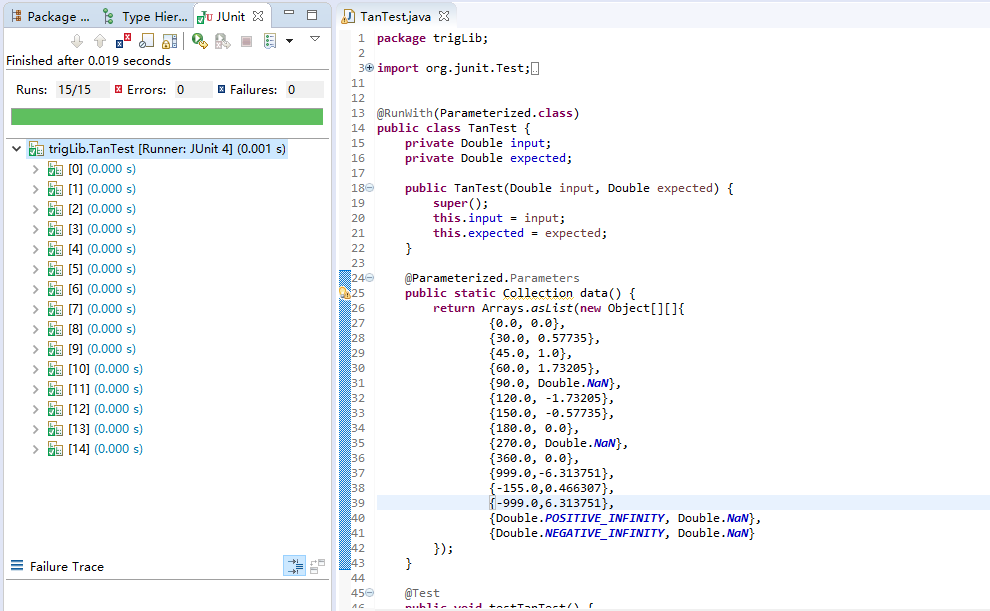 Package ...
Type Hier...
JUnit
Finished after 0.019 seconds
Runs: 15/15
Errors: 0
Failures: 0
trigLib.TanTest [Runner: JUnit 4] (0.001 s)
[0] (0.000 s)
[1] (0.000 s)
[2] (0.000 s)
[3] (0.000 s)
[4] (0.000 s)
[5] (0.000 s)
[6] (0.000 s)
[7] (0.000 s)
[8] (0.000 s)
[9] (0.000 s)
[10] (0.000 s)
[11] (0.000 s)
[12] (0.000 s)
[13] (0.000 s)
[14] (0.000 s)
Failure Trace
TanTest.java
1 package trigLib;
2
3 import org.junit.Test;
11
12
13 @RunWith(Parameterized.class)
14 public class TanTest {
15 private Double input;
16 private Double expected;
17
18 public TanTest(Double input, Double expected) {
19 super();
20 this.input = input;
21 this.expected = expected;
22 }
23
24 @Parameterized.Parameters
25 public static Collection data() {
26 return Arrays.asList(new Object[][]{
27 {0.0, 0.0},
28 {30.0, 0.57735},
29 {45.0, 1.0},
30 {60.0, 1.73205},
31 {90.0, Double.NaN},
32 {120.0, -1.73205},
33 {150.0, -0.57735},
34 {180.0, 0.0},
35 {270.0, Double.NaN},
36 {360.0, 0.0},
37 {999.0,-6.313751},
38 {-155.0,0.466307},
39 {-999.0,6.313751},
40 {Double.POSITIVE_INFINITY, Double.NaN},
41 {Double.NEGATIVE_INFINITY, Double.NaN}
42 });
43 }
44
45 @Test
46 public void testTanTest() {